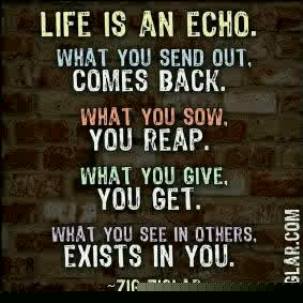 LIFE IS AN ECHO.
WHAT YOU SEND OUT,
COMES BACK.
WHAT YOU SOW,
YOU REAP.
WHAT YOU GIVE,
YOU GET.
WHAT YOU SEE IN OTHERS,
EXISTS IN YOU.
~ZIG
GLAR.COM